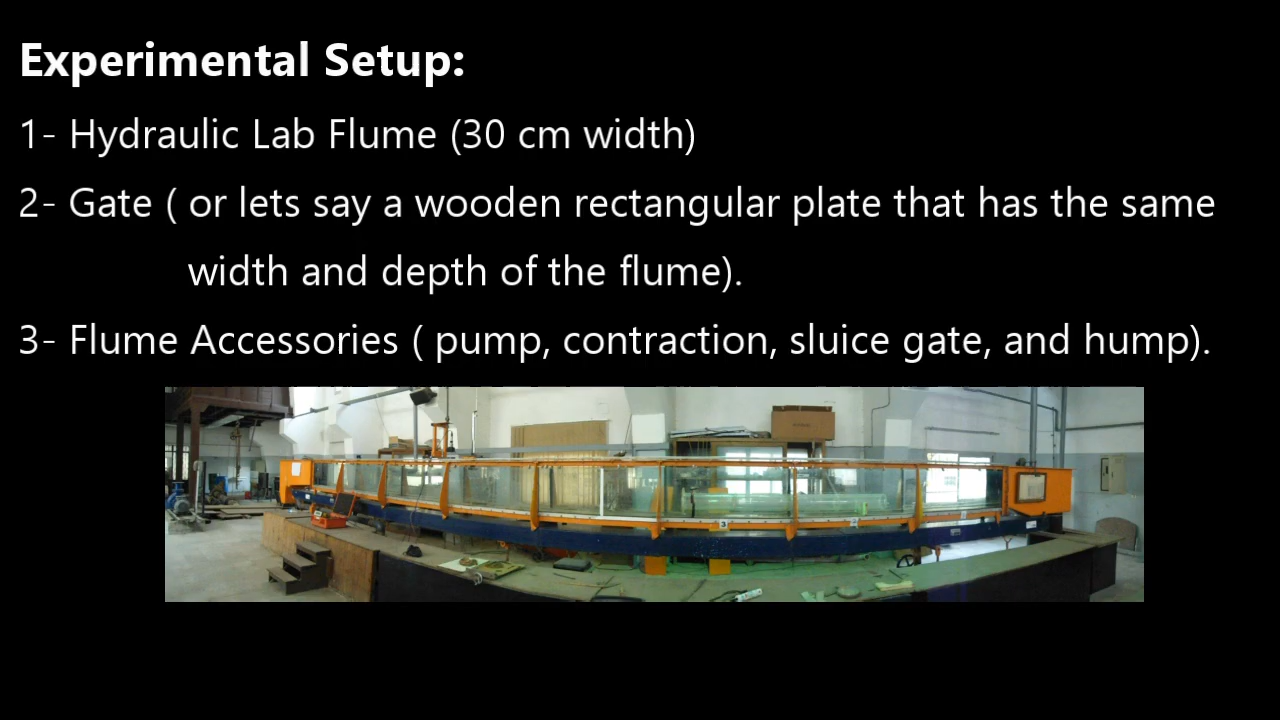 Experimental Setup:
1- Hydraulic Lab Flume (30 cm width)
2- Gate ( or lets say a wooden rectangular plate that has the same
width and depth of the flume).
3- Flume Accessories ( pump, contraction, sluice gate, and hump).
3